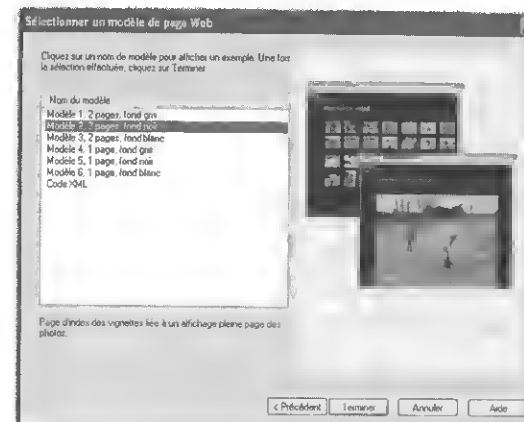 Sélectionner un modèle de page Web
Cliquez sur un nom de modèle pour afficher un exemple. Une fois
la sélection effectuée, cliquez sur Terminer
Nom du modèle
Modèle 1, 2 pages, fond gris
Modèle 2, 2 pages, fond noir
Modèle 3, 2 pages, fond blanc
Modèle 4, 1 page, fond gris
Modèle 5, 1 page, fond noir
Modèle 6, 1 page, fond blanc
Code XML
Page d'index des vignettes liée à un affichage pleine page des
photos.
< Précédent
Terminer
Annuler
Aide